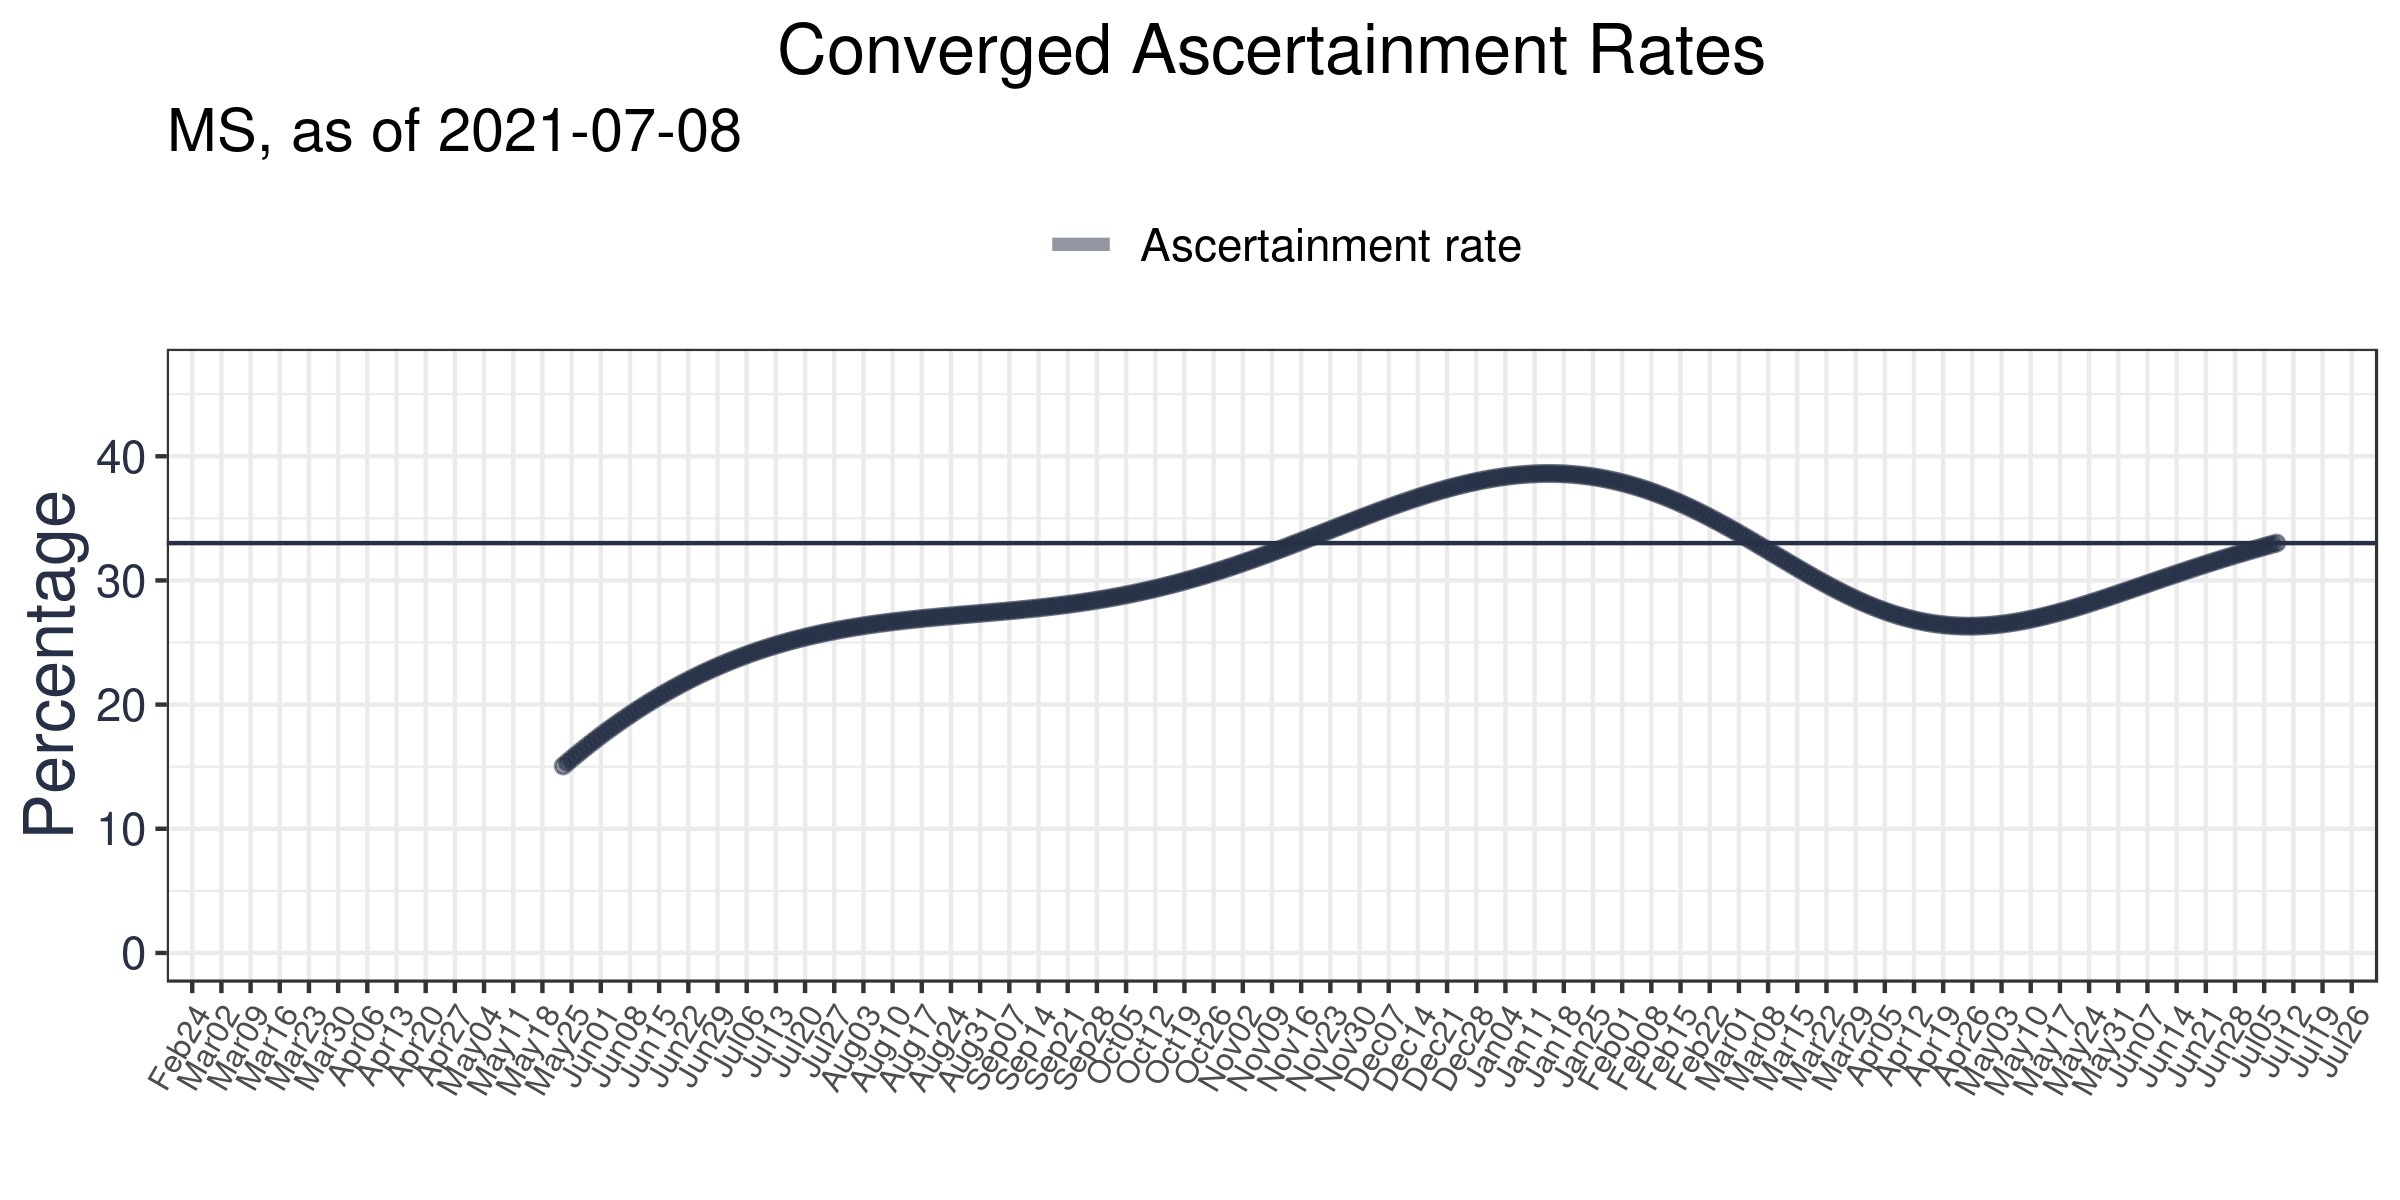 Converged Ascertainment Rates
MS, as of 2021-07-08
Ascertainment rate
Percentage
40
30
20
10
0
Feb24 Mar02 Mar09 Mar16 Mar23 Mar30 Apr06 Apr13 Apr20 Apr27 May04 May11 May18 May25 Jun01 Jun08 Jun15 Jun22 Jun29 Jul06 Jul13 Jul20 Jul27 Aug03 Aug10 Aug17 Aug24 Aug31 Sep07 Sep14 Sep21 Sep28 Oct05 Oct12 Oct19 Oct26 Nov02 Nov09 Nov16 Nov23 Nov30 Dec07 Dec14 Dec21 Dec28 Jan04 Jan11 Jan18 Jan25 Feb01 Feb08 Feb15 Feb22 Mar01 Mar08 Mar15 Mar22 Mar29 Apr05 Apr12 Apr19 Apr26 May03 May10 May17 May24 May31 Jun07 Jun14 Jun21 Jun28 Jul05 Jul12 Jul19 Jul26